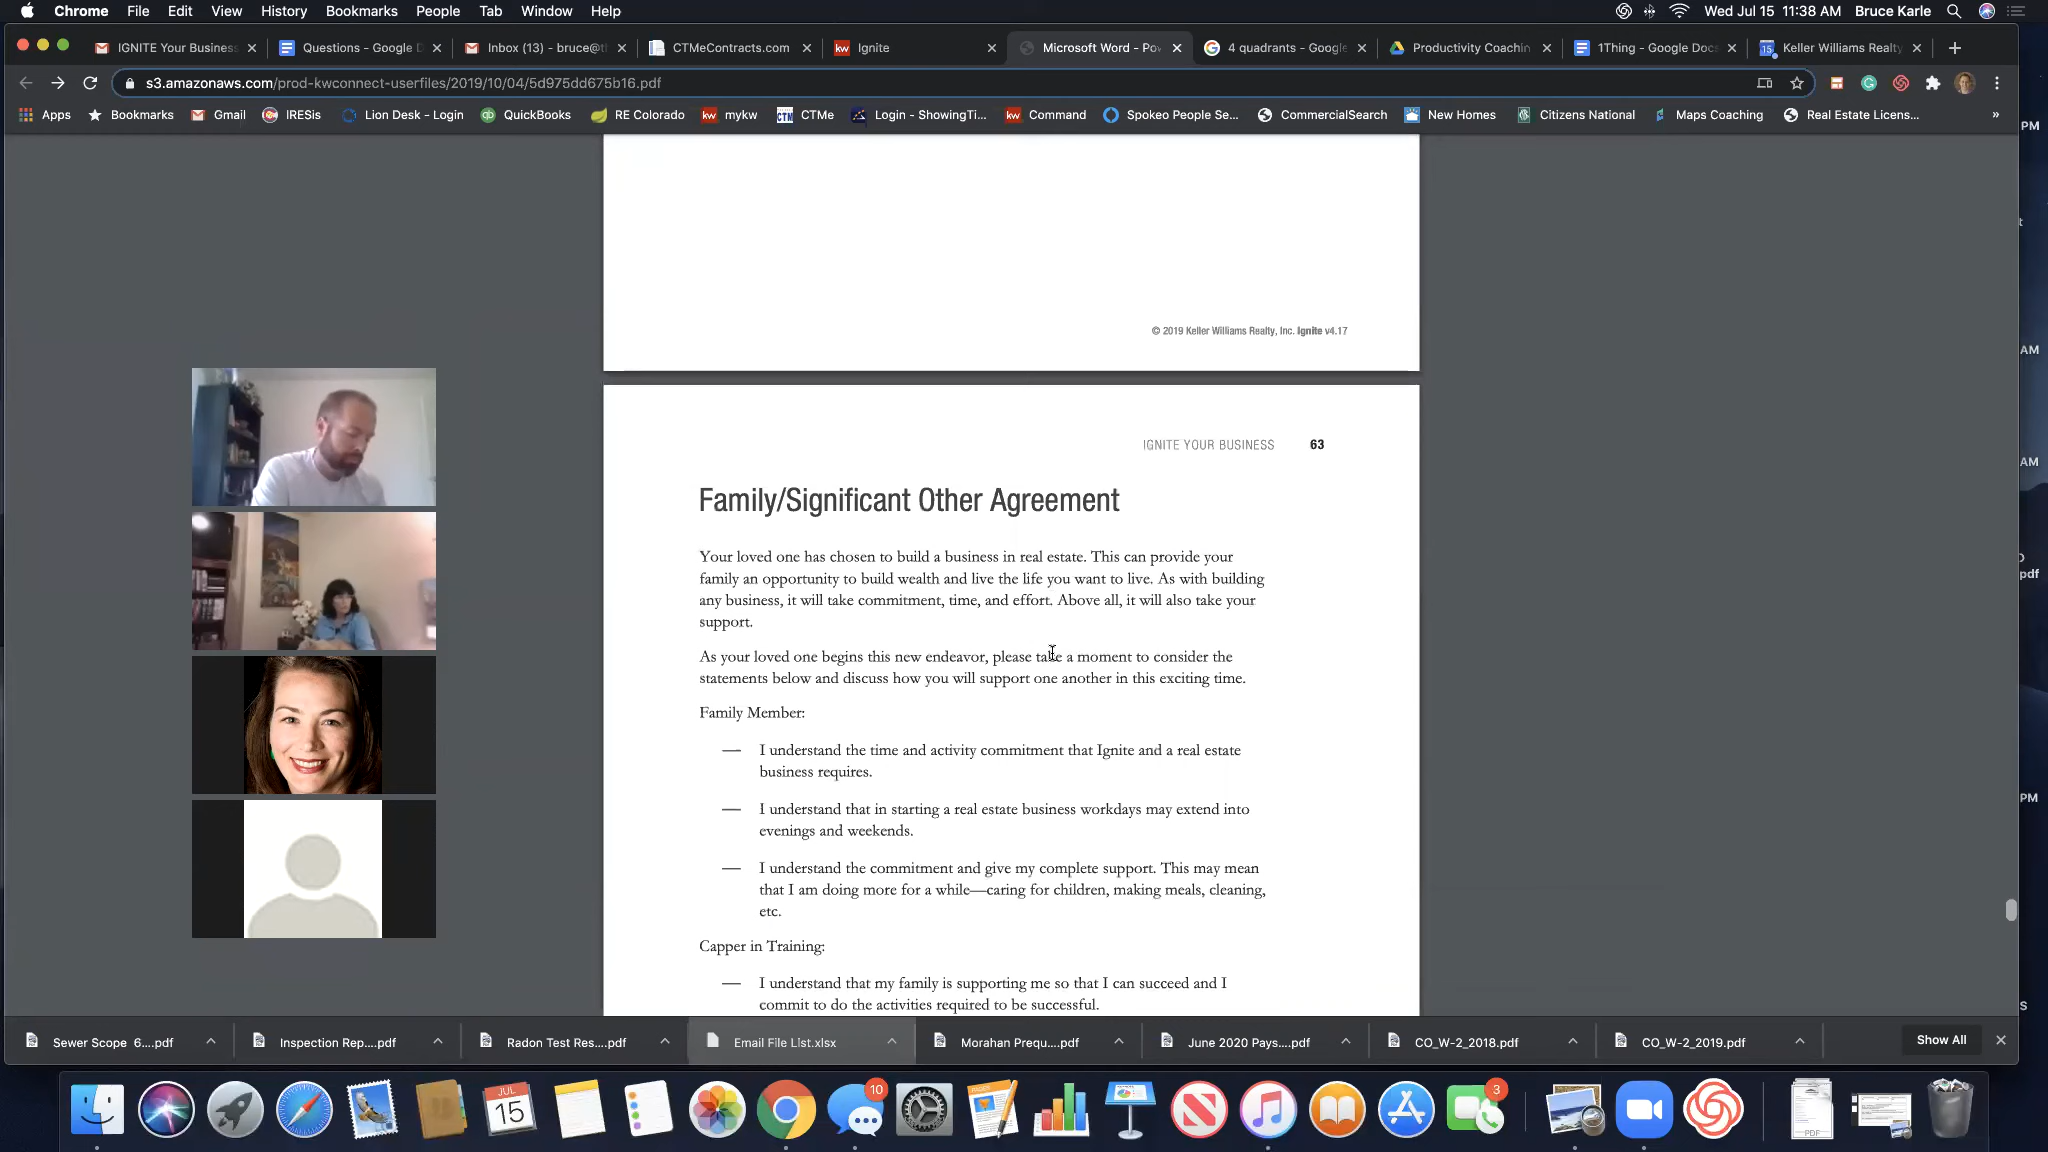 Chrome File Edit View History Bookmarks People Tab Window Help
Wed Jul 15 11:38 AM Bruce Karle
IGNITE Your Business
Questions - Google D
Inbox (13) - bruce@th
CTMeContracts.com
Ignite
Microsoft Word - Pow
4 quadrants - Google
Productivity Coachin
1Thing - Google Docs
Keller Williams Realty
s3.amazonaws.com/prod-kwconnect-userfiles/2019/10/04/5d975dd675b16.pdf
Apps Bookmarks Gmail IRESis Lion Desk - Login QuickBooks RE Colorado mykw CTMe Login - ShowingTi... Command Spokeo People Se... CommercialSearch New Homes Citizens National Maps Coaching Real Estate Licens... »
PM
AM
AM
pdf
PM
S
© 2019 Keller Williams Realty, Inc. Ignite v4.17
IGNITE YOUR BUSINESS 63
Family/Significant Other Agreement
Your loved one has chosen to build a business in real estate. This can provide your
family an opportunity to build wealth and live the life you want to live. As with building
any business, it will take commitment, time, and effort. Above all, it will also take your
support.
As your loved one begins this new endeavor, please take a moment to consider the
statements below and discuss how you will support one another in this exciting time.
Family Member:
— I understand the time and activity commitment that Ignite and a real estate
business requires.
— I understand that in starting a real estate business workdays may extend into
evenings and weekends.
— I understand the commitment and give my complete support. This may mean
that I am doing more for a while—caring for children, making meals, cleaning,
etc.
Capper in Training:
— I understand that my family is supporting me so that I can succeed and I
commit to do the activities required to be successful.
Sewer Scope 6....pdf
Inspection Rep....pdf
Radon Test Res....pdf
Email File LIst.xlsx
Morahan Prequ....pdf
June 2020 Pays....pdf
CO_W-2_2018.pdf
CO_W-2_2019.pdf
Show All
JUL
15
10
3
PDF